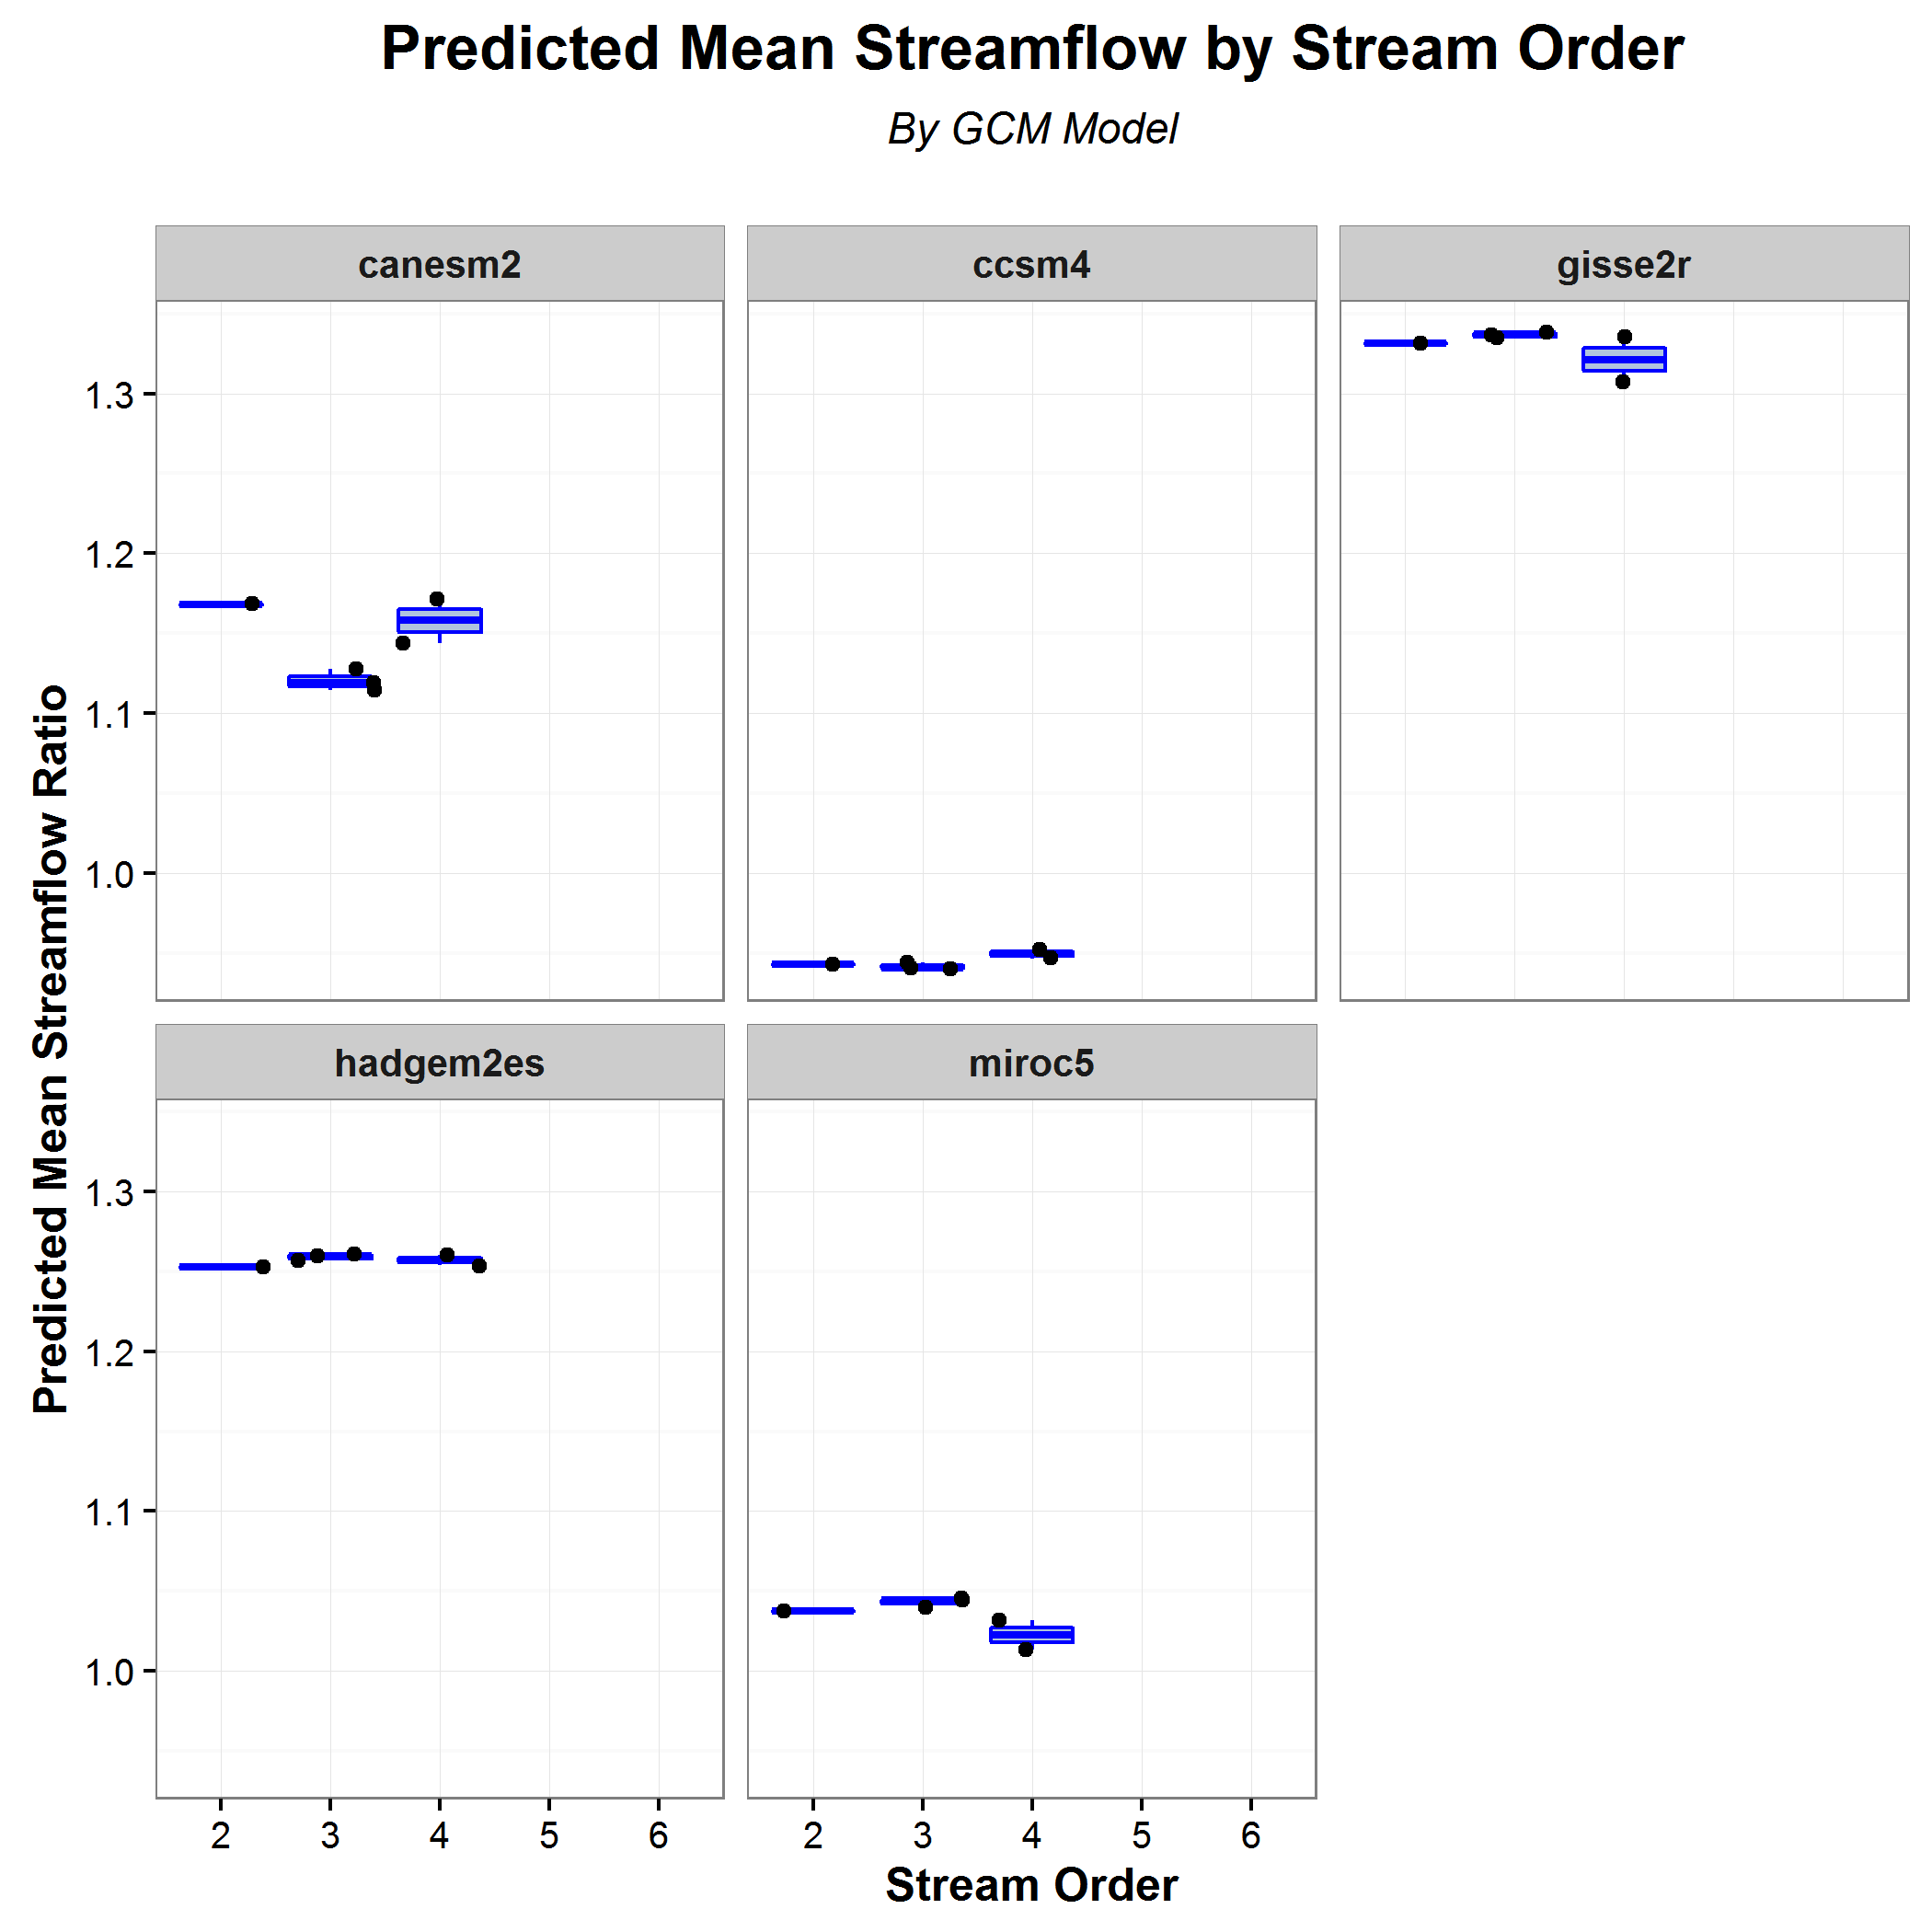 Predicted Mean Streamflow by Stream Order
By GCM Model
canesm2
ccsm4
gisse2r
1.3
1.2
1.1
1.0
Predicted Mean Streamflow Ratio
hadgem2es
miroc5
1.3
1.2
1.1
1.0
2 3 4 5 6
2 3 4 5 6
Stream Order